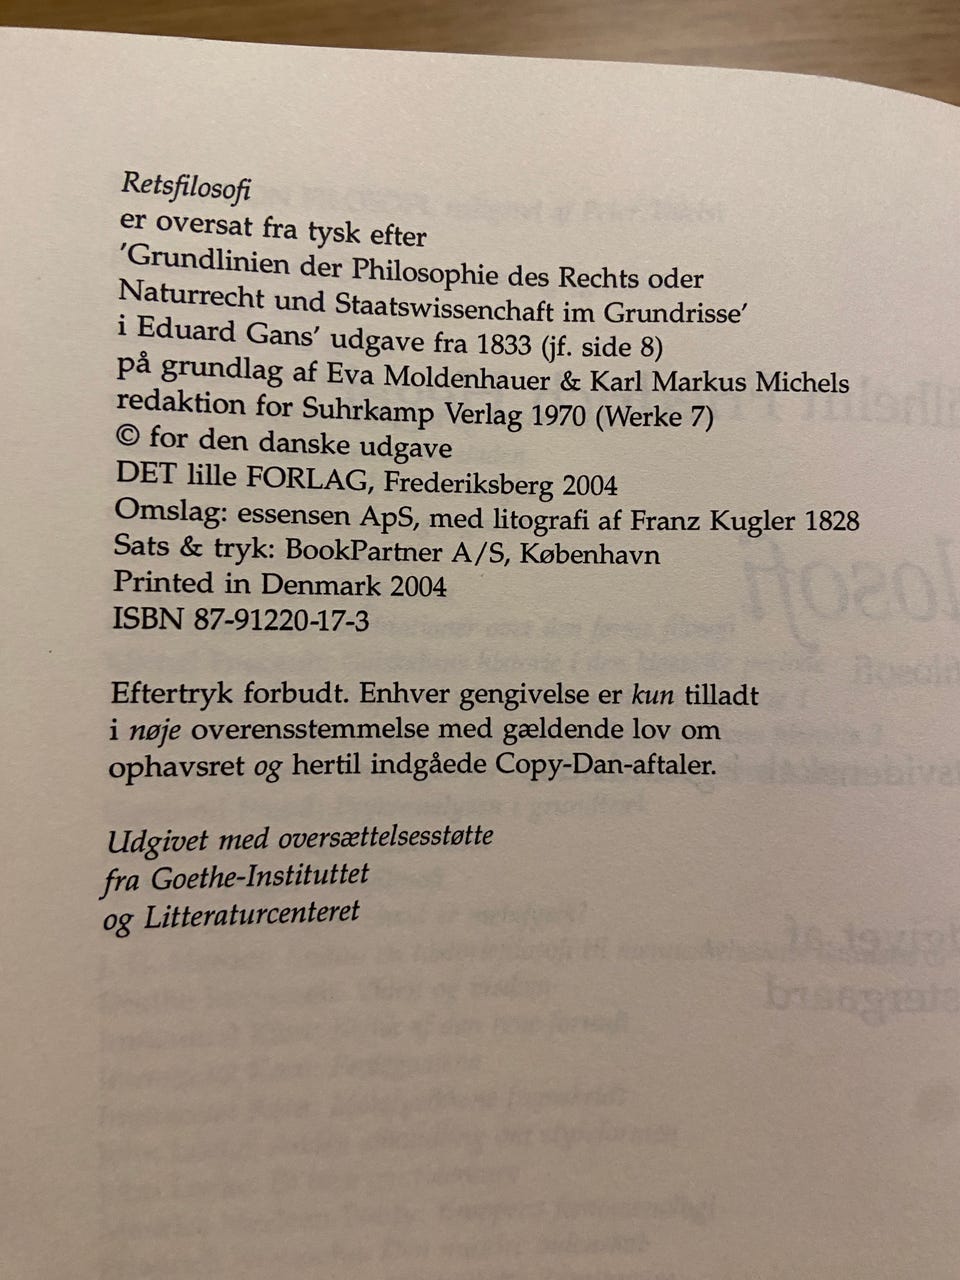 Retsfilosofi
er oversat fra tysk efter
'Grundlinien der Philosophie des Rechts oder
Naturrecht und Staatswissenchaft im Grundrisse'
i Eduard Gans' udgave fra 1833 (jf. side 8)
på grundlag af Eva Moldenhauer & Karl Markus Michels
redaktion for Suhrkamp Verlag 1970 (Werke 7)
© for den danske udgave
DET lille FORLAG, Frederiksberg 2004
Omslag: essensen ApS, med litografi af Franz Kugler 1828
Sats & tryk: BookPartner A/S, København
Printed in Denmark 2004
ISBN 87-91220-17-3
Eftertryk forbudt. Enhver gengivelse er kun tilladt
i nøje overensstemmelse med gældende lov om
ophavsret og hertil indgåede Copy-Dan-aftaler.
Udgivet med oversættelsesstøtte
fra Goethe-Instituttet
og Litteraturcenteret